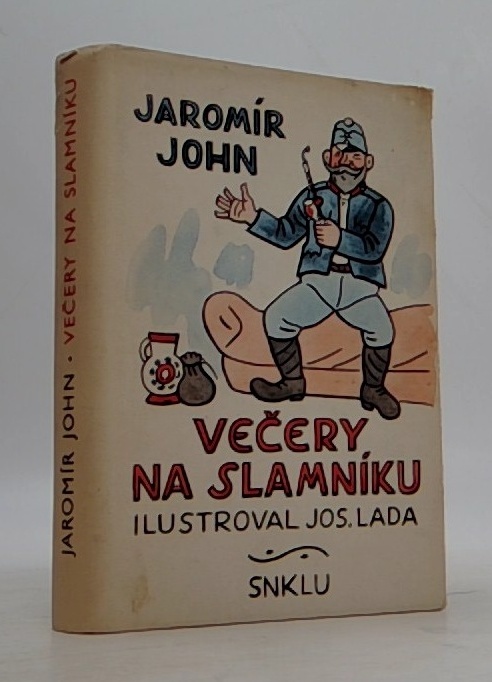 JAROMÍR JOHN • VEČERY NA SLAMNÍKU
JAROMÍR
JOHN
VEČERY
NA SLAMNÍKU
ILUSTROVAL JOS. LADA
SNKLU